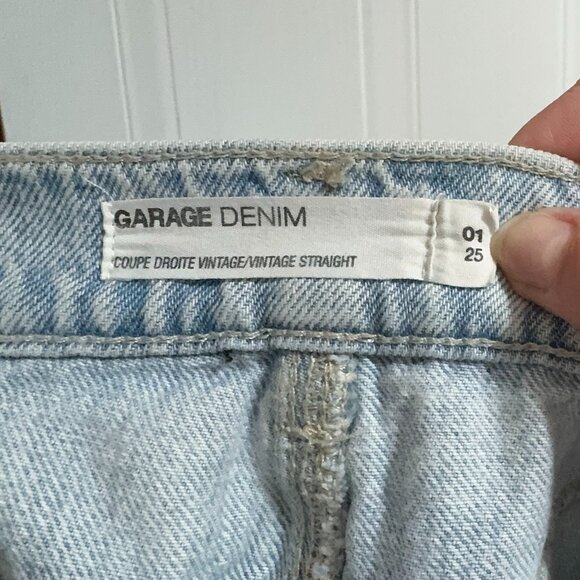 GARAGE DENIM
COUPE DROITE VINTAGE/VINTAGE STRAIGHT
01
25